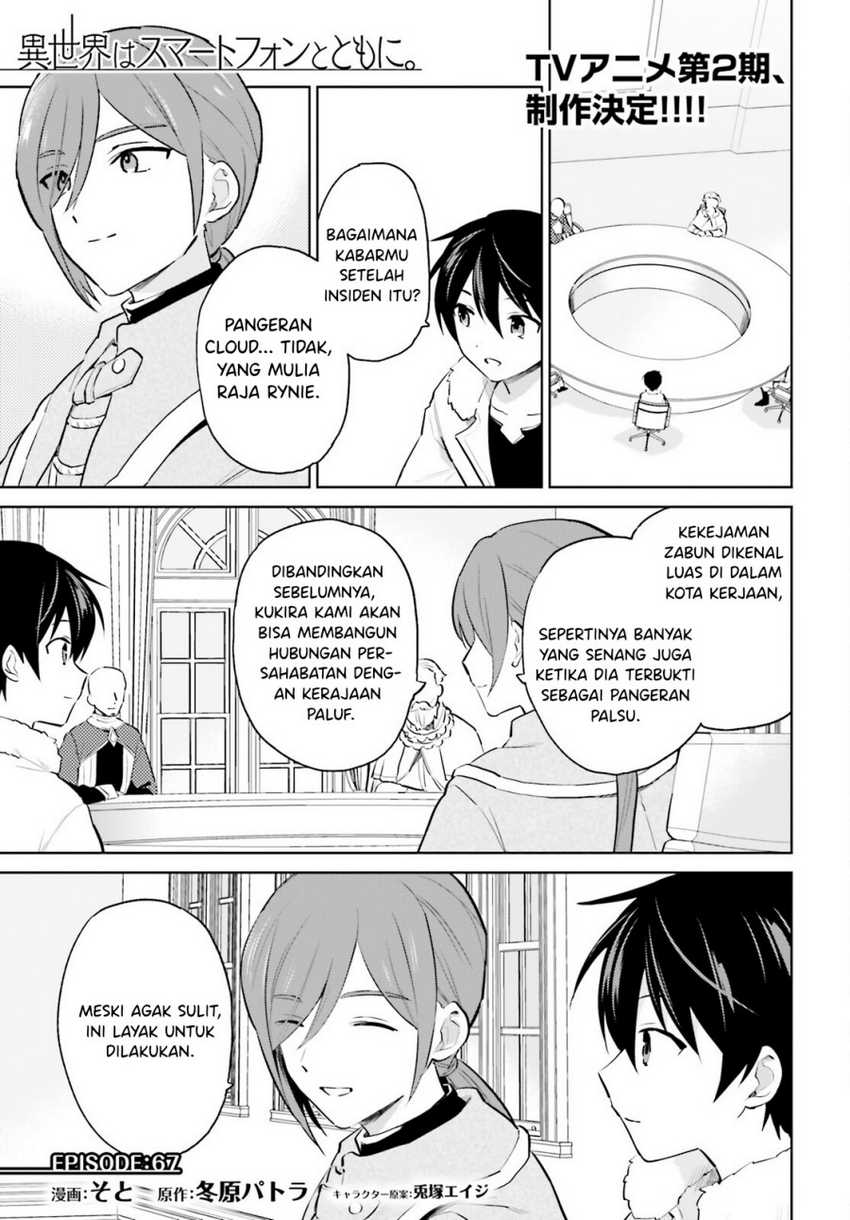 異世界はスマートフォンとともに。
TVアニメ第2期、
制作決定!!!!
BAGAIMANA
KABARMU
SETELAH
INSIDEN ITU?
PANGERAN
CLOUD... TIDAK,
YANG MULIA
RAJA RYNIE.
KEKEJAMAN
ZABUN DIKENAL
LUAS DI DALAM
KOTA KERJAAN,
SEPERTINYA BANYAK
YANG SENANG JUGA
KETIKA DIA TERBUKTI
SEBAGAI PANGERAN
PALSU.
DIBANDINGKAN
SEBELUMNYA,
KUKIRA KAMI AKAN
BISA MEMBANGUN
HUBUNGAN PER-
SAHABATAN DENG-
AN KERAJAAN
PALUF.
MESKI AGAK SULIT,
INI LAYAK UNTUK
DILAKUKAN.
EPISODE:67
漫画:そと 原作:冬原パトラ キャラクター原案:兎塚エイジ